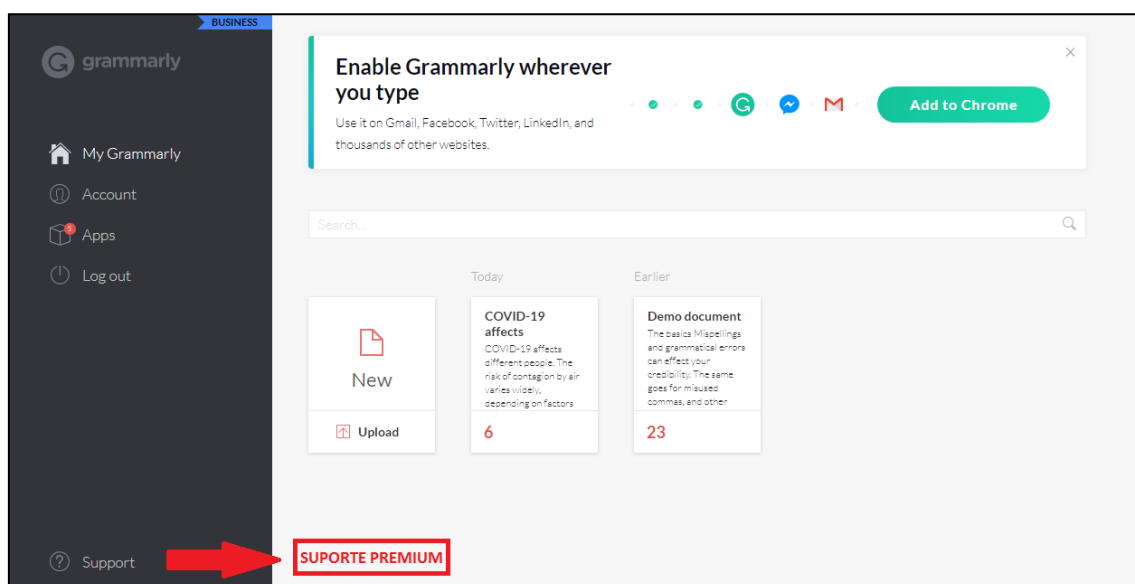 BUSINESS
grammarly
My Grammarly
Account
5
Apps
Log out
Support
Enable Grammarly wherever
you type
Use it on Gmail, Facebook, Twitter, LinkedIn, and
thousands of other websites.
Add to Chrome
Search...
Today
Earlier
New
Upload
COVID-19
affects
COVID-19 affects
different people. The
risk of contagion by air
varies widely,
depending on factors
6
Demo document
The basics Mispellings
and grammatical errors
can effect your
credibility. The same
goes for misused
commas, and other
23
SUPORTE PREMIUM